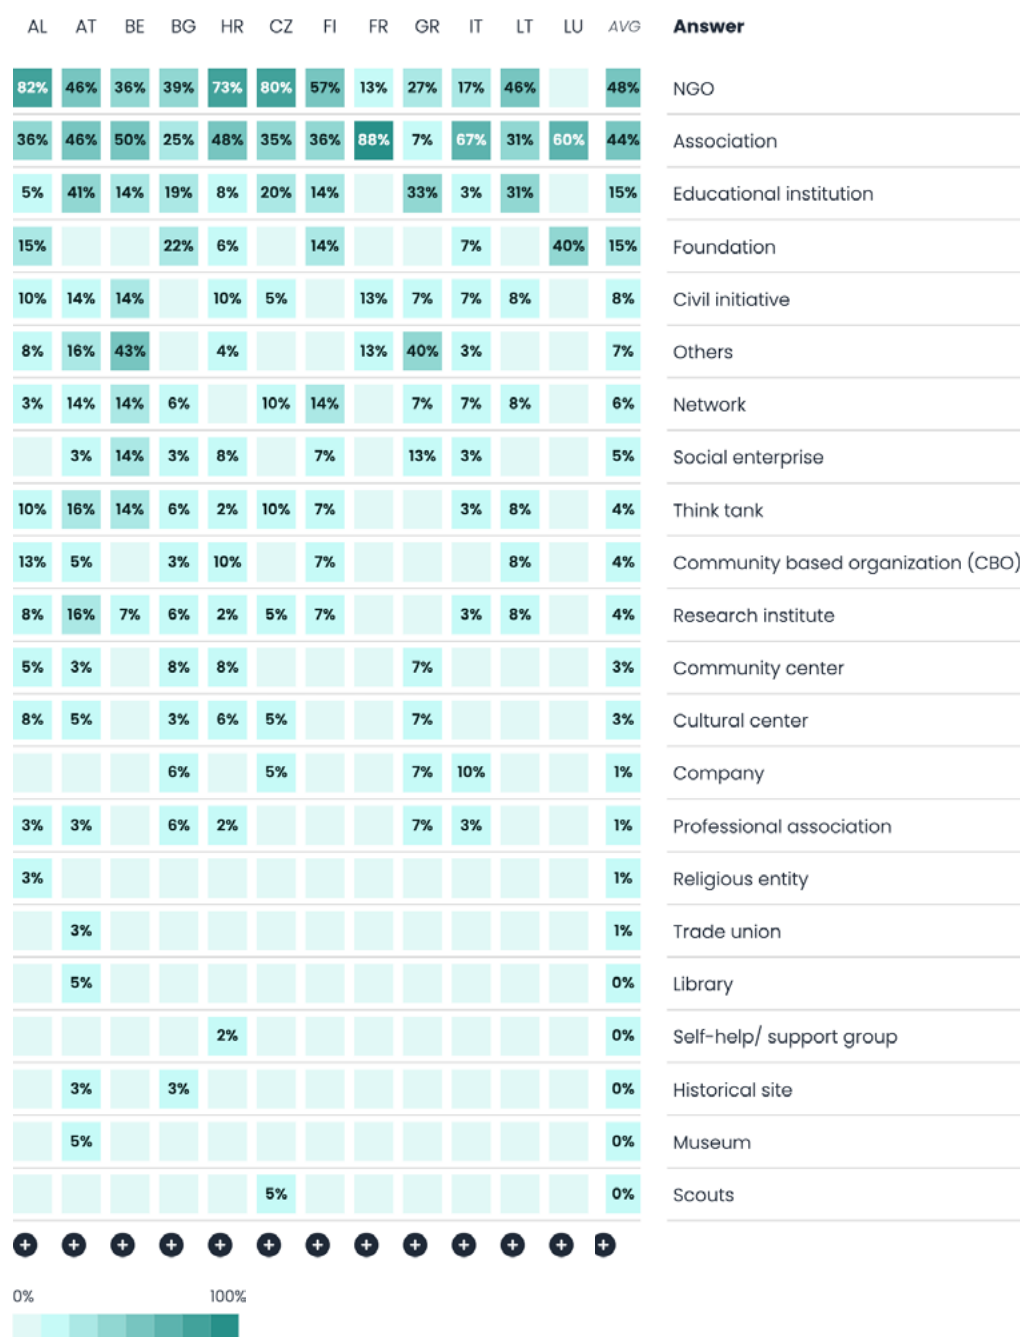 AL AT BE BG HR CZ FI FR GR IT LT LU AVG Answer
82% 46% 36% 39% 73% 80% 57% 13% 27% 17% 46% 48% NGO
36% 46% 50% 25% 48% 35% 36% 88% 7% 67% 31% 60% 44% Association
5% 41% 14% 19% 8% 20% 14% 33% 3% 31% 15% Educational institution
15% 22% 6% 14% 7% 40% 15% Foundation
10% 14% 14% 10% 5% 13% 7% 7% 8% 8% Civil initiative
8% 16% 43% 4% 13% 40% 3% 7% Others
3% 14% 14% 6% 10% 14% 7% 7% 8% 6% Network
3% 14% 3% 8% 7% 13% 3% 5% Social enterprise
10% 16% 14% 6% 2% 10% 7% 3% 8% 4% Think tank
13% 5% 3% 10% 7% 8% 4% Community based organization (CBO)
8% 16% 7% 6% 2% 5% 7% 3% 8% 4% Research institute
5% 3% 8% 8% 7% 3% Community center
8% 5% 3% 6% 5% 7% 3% Cultural center
6% 5% 7% 10% 1% Company
3% 3% 6% 2% 7% 3% 1% Professional association
3% 1% Religious entity
3% 1% Trade union
5% 0% Library
2% 0% Self-help/ support group
3% 3% 0% Historical site
5% 0% Museum
5% 0% Scouts
+ + + + + + + + + + + + +
0% 100%